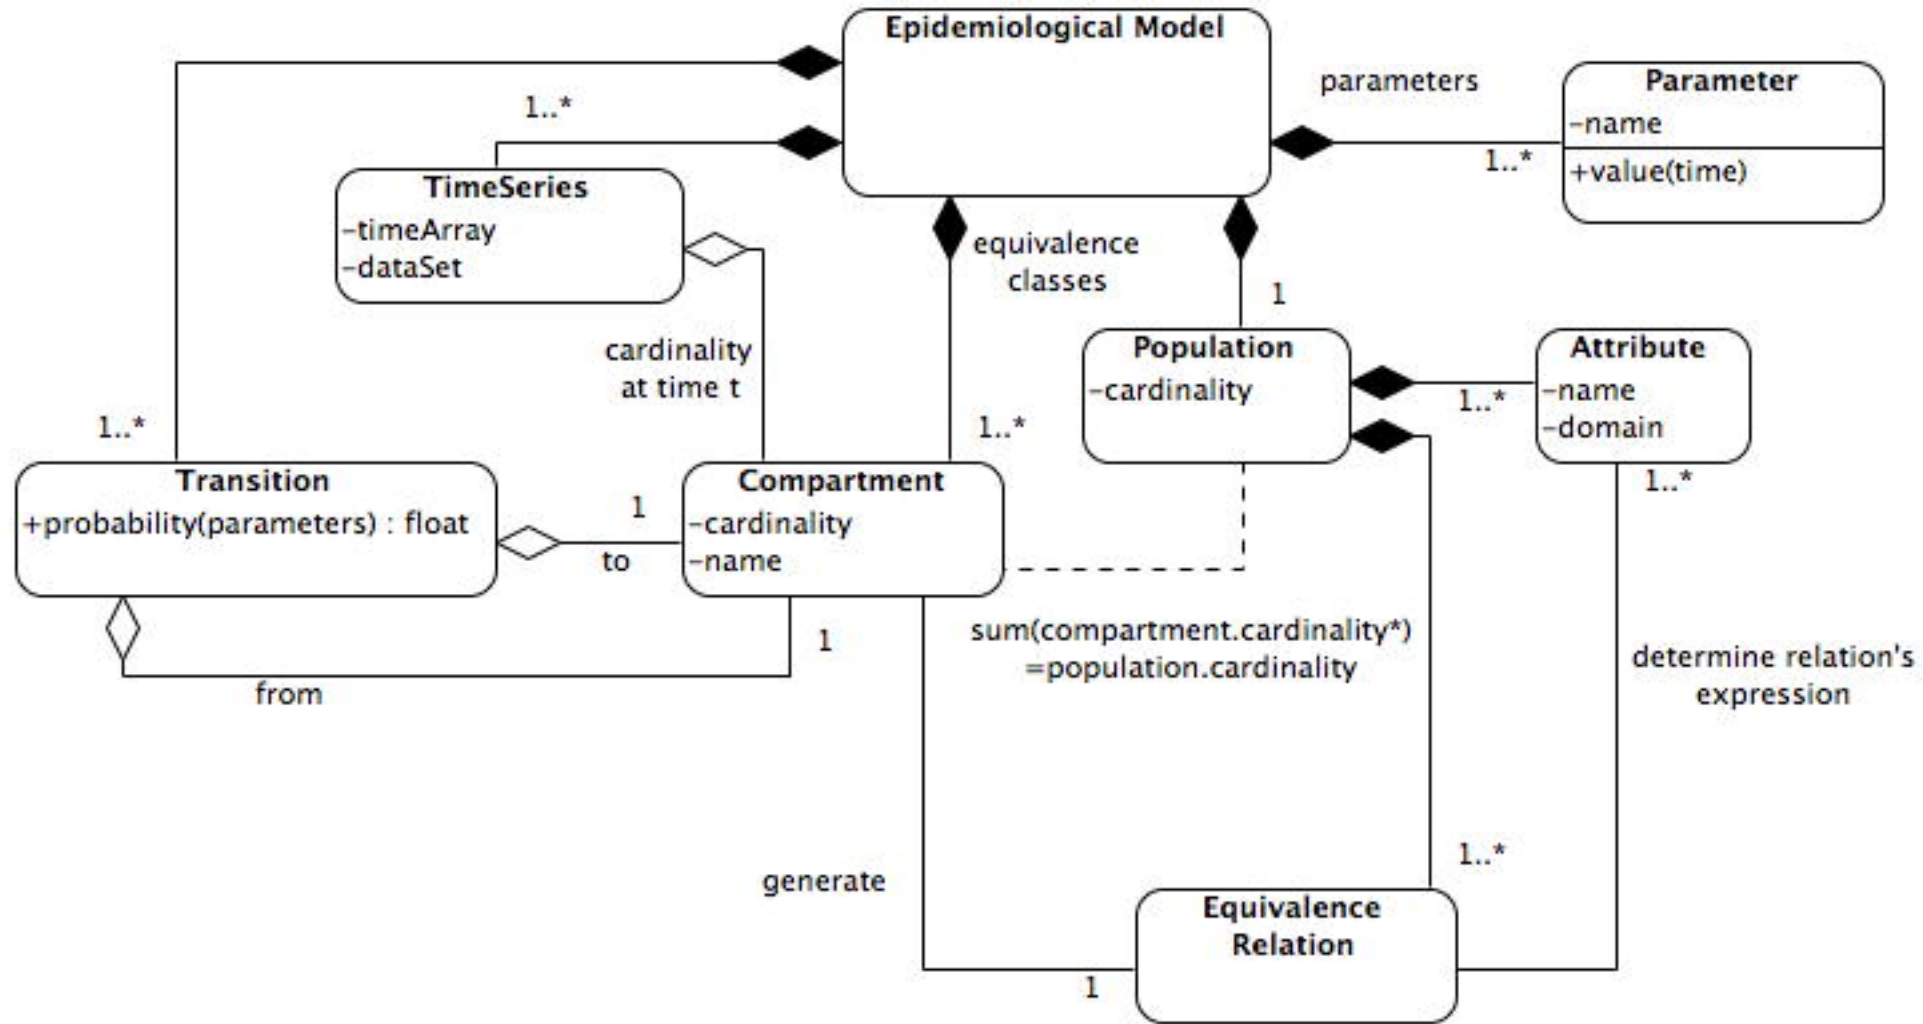 Epidemiological Model
parameters
1..*
Parameter
-name
+value(time)
1..*
TimeSeries
-timeArray
-dataSet
equivalence
classes
1
cardinality
at time t
Population
-cardinality
1..*
Attribute
-name
-domain
1..*
1..*
1..*
Transition
+probability(parameters) : float
1
to
Compartment
-cardinality
-name
1
from
sum(compartment.cardinality*)
=population.cardinality
determine relation's
expression
1..*
generate
Equivalence
Relation
1